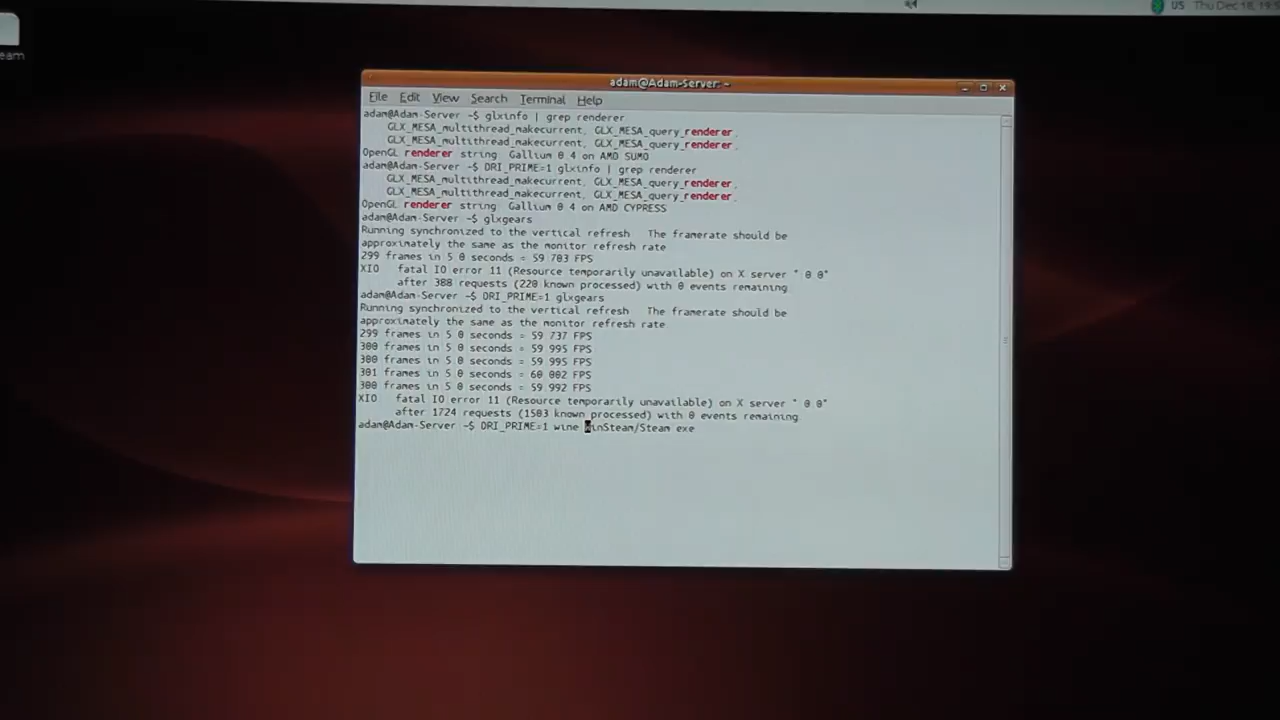 US Thu Dec 18, 19:5
eam
adam@Adam-Server: ~
File Edit View Search Terminal Help
adam@Adam-Server ~$ glxinfo | grep renderer
GLX_MESA_multithread_makecurrent, GLX_MESA_query_renderer,
GLX_MESA_multithread_makecurrent, GLX_MESA_query_renderer,
OpenGL renderer string Gallium 0 4 on AMD SUMO
adam@Adam-Server ~$ DRI_PRIME=1 glxinfo | grep renderer
GLX_MESA_multithread_makecurrent, GLX_MESA_query_renderer,
GLX_MESA_multithread_makecurrent, GLX_MESA_query_renderer,
OpenGL renderer string Gallium 0 4 on AMD CYPRESS
adam@Adam-Server ~$ glxgears
Running synchronized to the vertical refresh The framerate should be
approximately the same as the monitor refresh rate
299 frames in 5 0 seconds = 59 703 FPS
XIO fatal IO error 11 (Resource temporarily unavailable) on X server " 0 0"
after 388 requests (220 known processed) with 0 events remaining
adam@Adam-Server ~$ DRI_PRIME=1 glxgears
Running synchronized to the vertical refresh The framerate should be
approximately the same as the monitor refresh rate
299 frames in 5 0 seconds = 59 737 FPS
300 frames in 5 0 seconds = 59 995 FPS
300 frames in 5 0 seconds = 59 995 FPS
301 frames in 5 0 seconds = 60 002 FPS
300 frames in 5 0 seconds = 59 992 FPS
XIO fatal IO error 11 (Resource temporarily unavailable) on X server " 0 0"
after 1724 requests (1503 known processed) with 0 events remaining
adam@Adam-Server ~$ DRI_PRIME=1 wine WinSteam/Steam exe